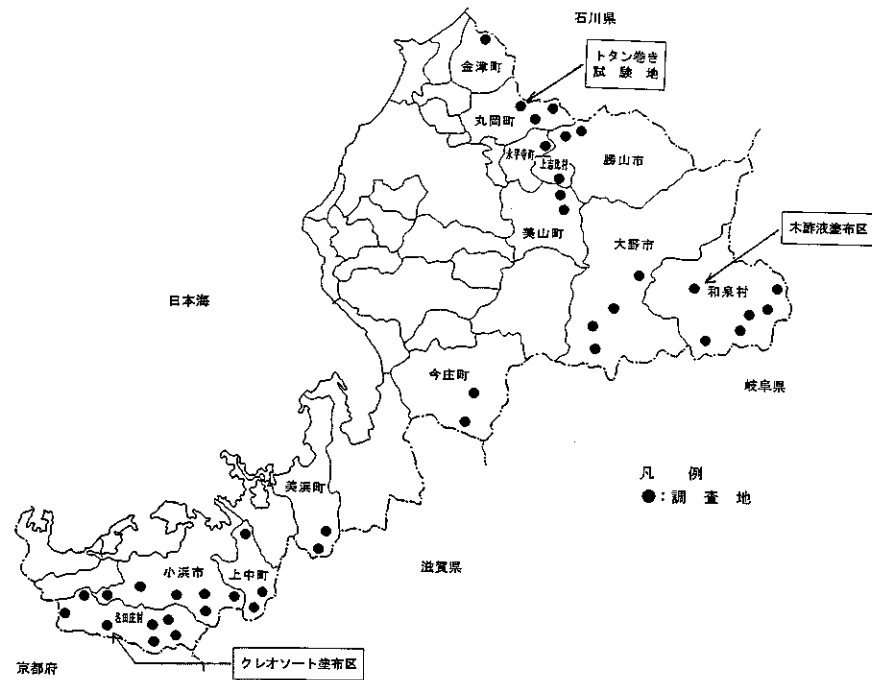 石川県
トタン巻き
試 験 地
金津町
丸岡町
永平寺町
上志比村
勝山市
美山町
大野市
木酢液塗布区
和泉村
日本海
今庄町
岐阜県
凡 例
●：調 査 地
美浜町
小浜市
上中町
滋賀県
名田庄村
クレオソート塗布区
京都府